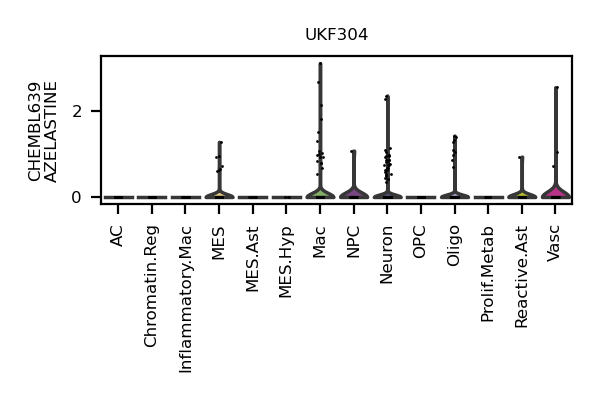 UKF304
CHEMBL639
AZELASTINE
2
0
AC
Chromatin.Reg
Inflammatory.Mac
MES
MES.Ast
MES.Hyp
Mac
NPC
Neuron
OPC
Oligo
Prolif.Metab
Reactive.Ast
Vasc